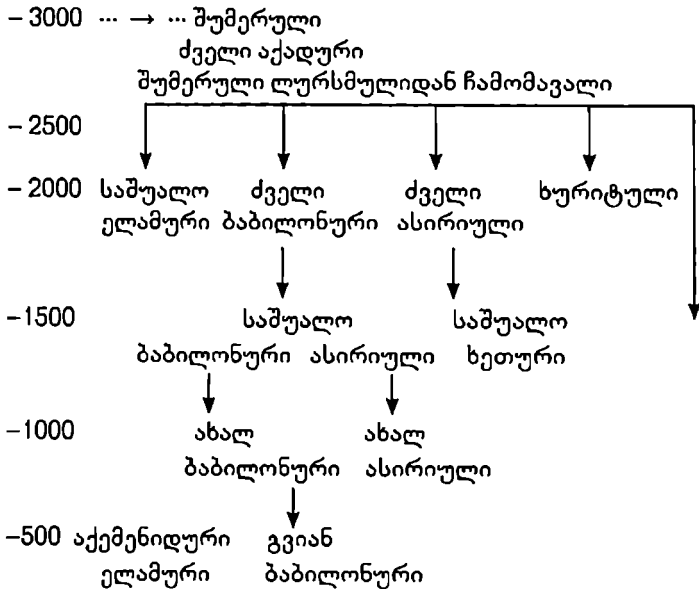 –3000 ... → ... შუმერული
ძველი აქადური
შუმერული ლურსმულიდან ჩამომავალი
–2500
–2000 საშუალო ძველი ძველი ხურიტული
ელამური ბაბილონური ასირიული
–1500 საშუალო საშუალო
ბაბილონური ასირიული ხეთური
–1000 ახალ ახალ
ბაბილონური ასირიული
–500 აქემენიდური გვიან
ელამური ბაბილონური